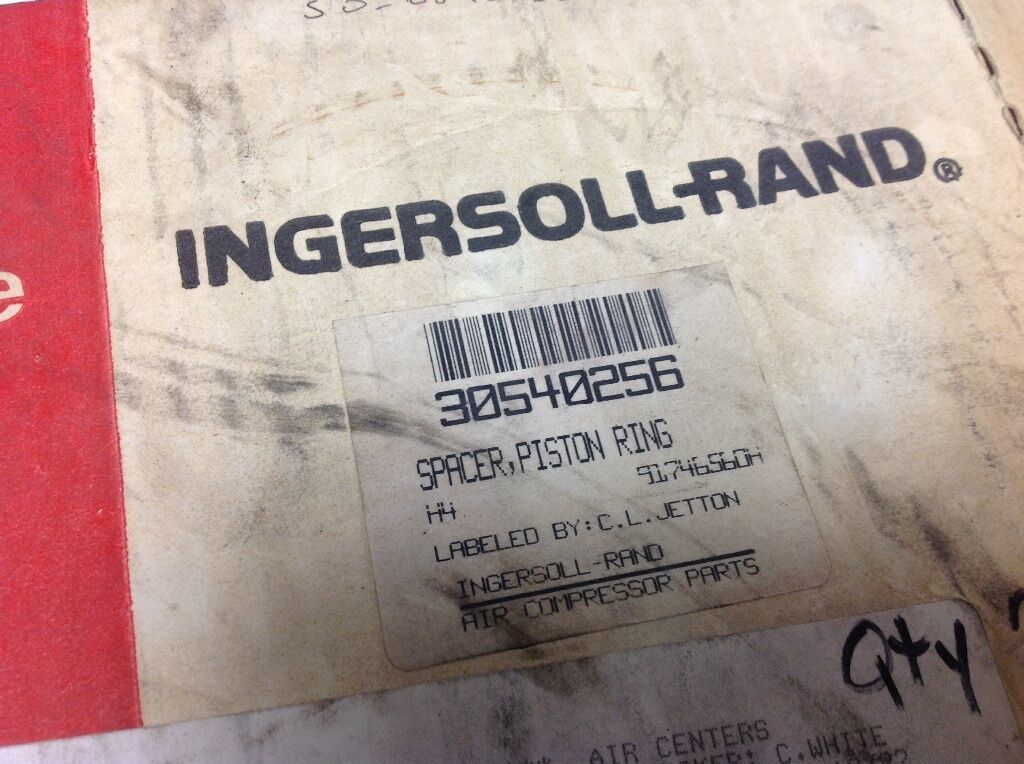 INGERSOLL-RAND®
e
30540256
SPACER,PISTON RING
H4 91746560H
LABELED BY:C.L.JETTON
INGERSOLL-RAND
AIR COMPRESSOR PARTS
Qty
AIR CENTERS
C.WHITE